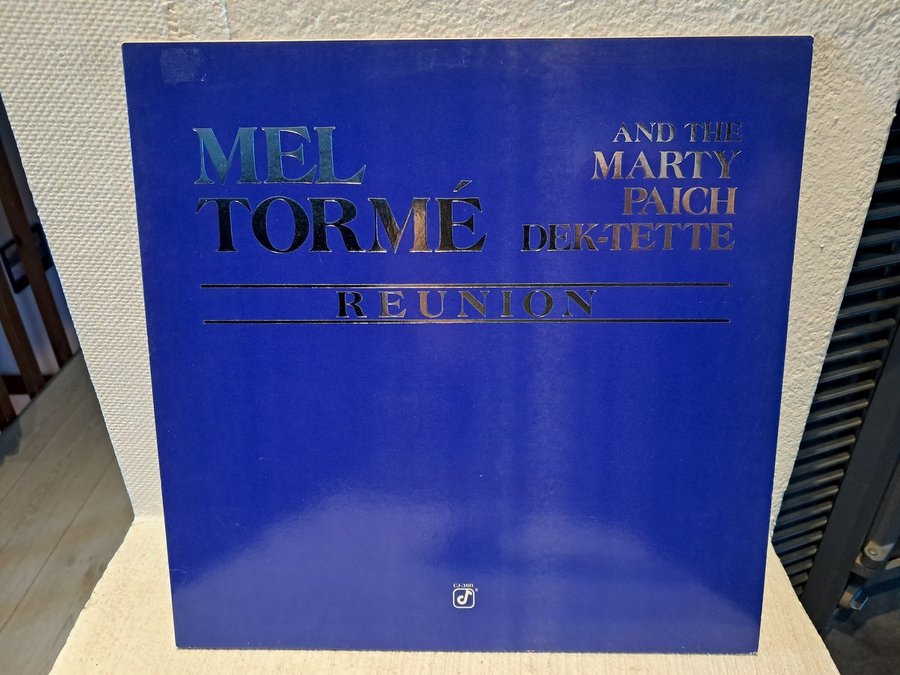 MEL
TORMÉ
AND THE
MARTY
PAICH
DEK-TETTE
REUNION
CJ-360
®